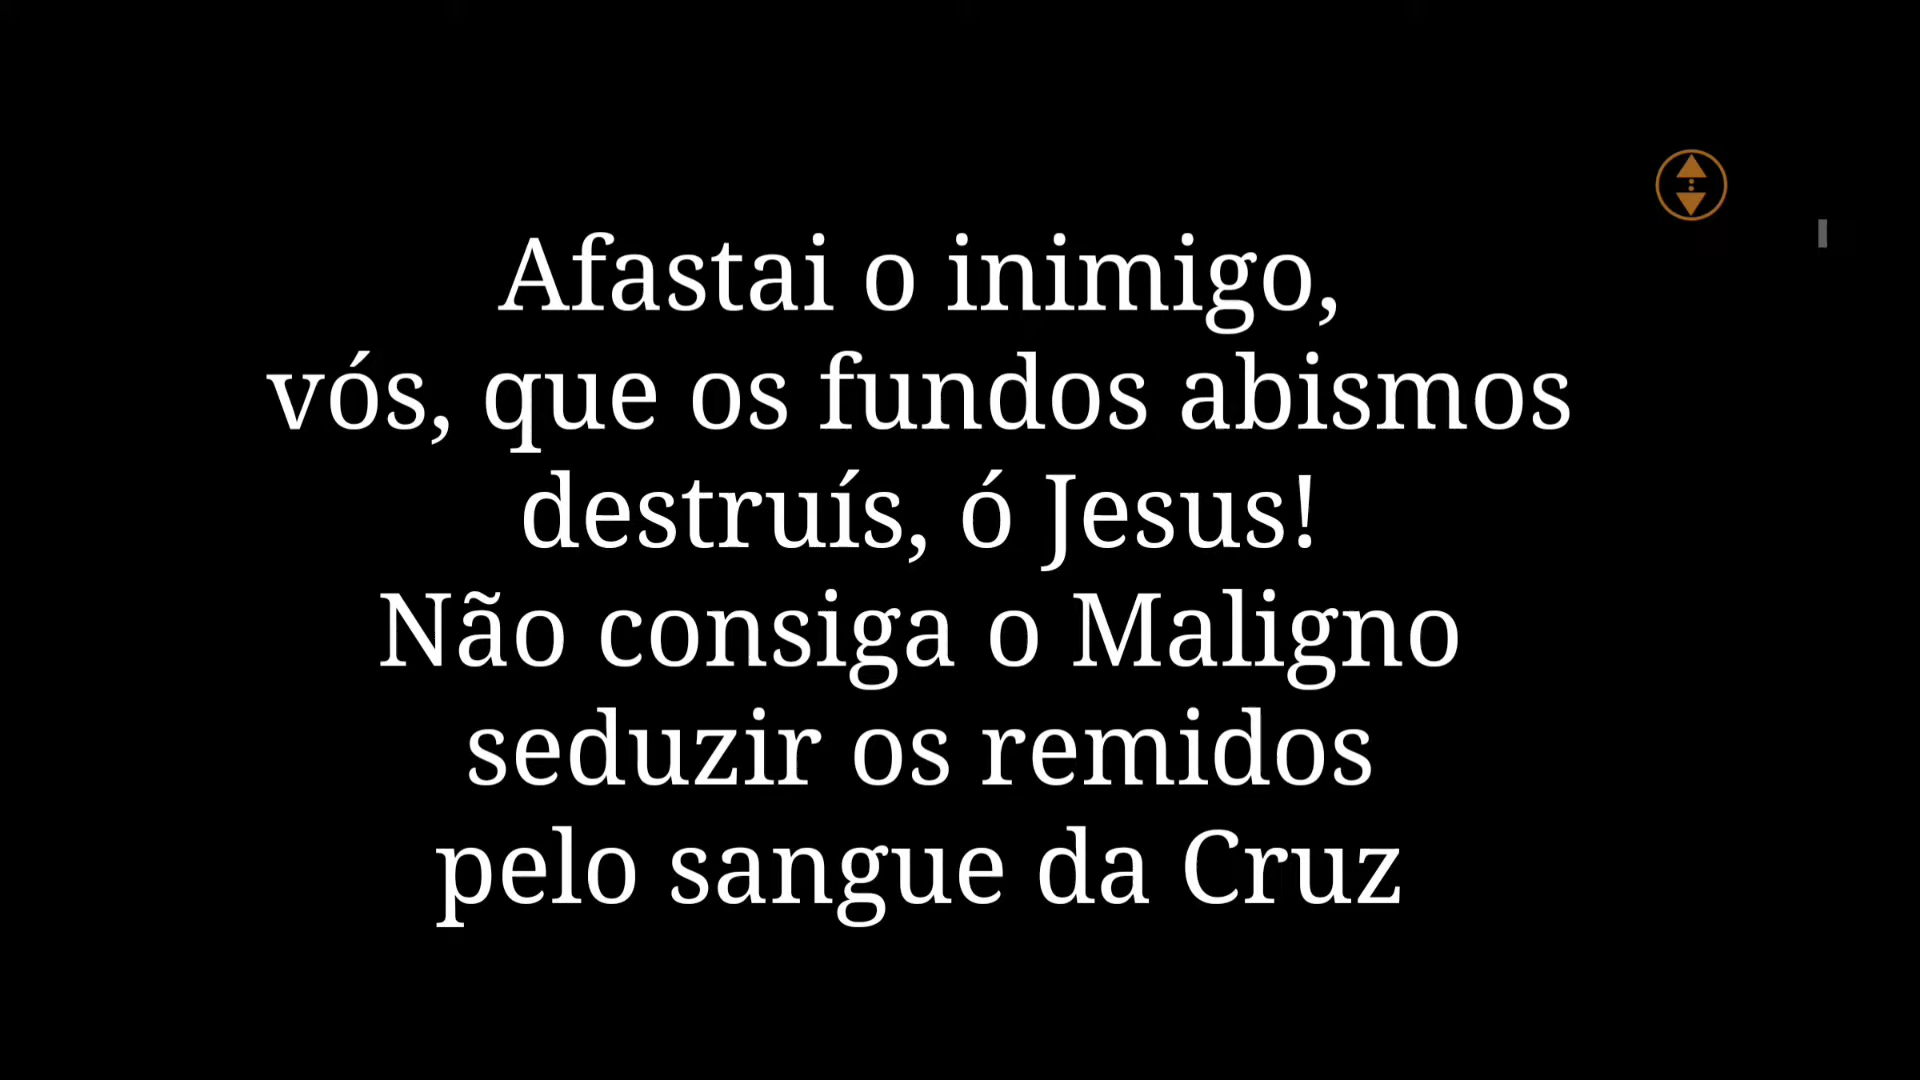 Afastai o inimigo,
vós, que os fundos abismos
destruís, ó Jesus!
Não consiga o Maligno
seduzir os remidos
pelo sangue da Cruz